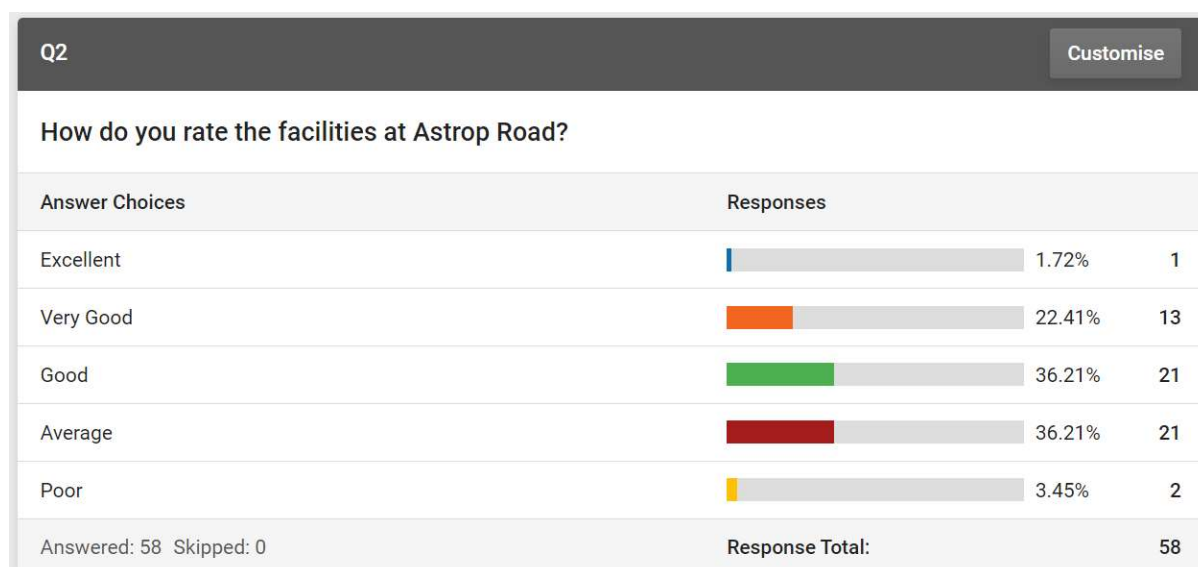 Q2 Customise
How do you rate the facilities at Astrop Road?
Answer Choices Responses
Excellent 1.72% 1
Very Good 22.41% 13
Good 36.21% 21
Average 36.21% 21
Poor 3.45% 2
Answered: 58 Skipped: 0 Response Total: 58